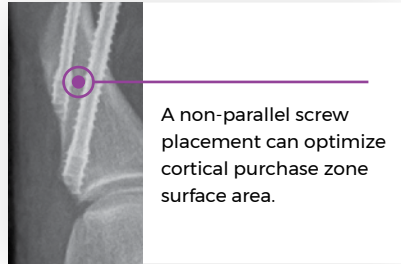 A non-parallel screw
placement can optimize
cortical purchase zone
surface area.